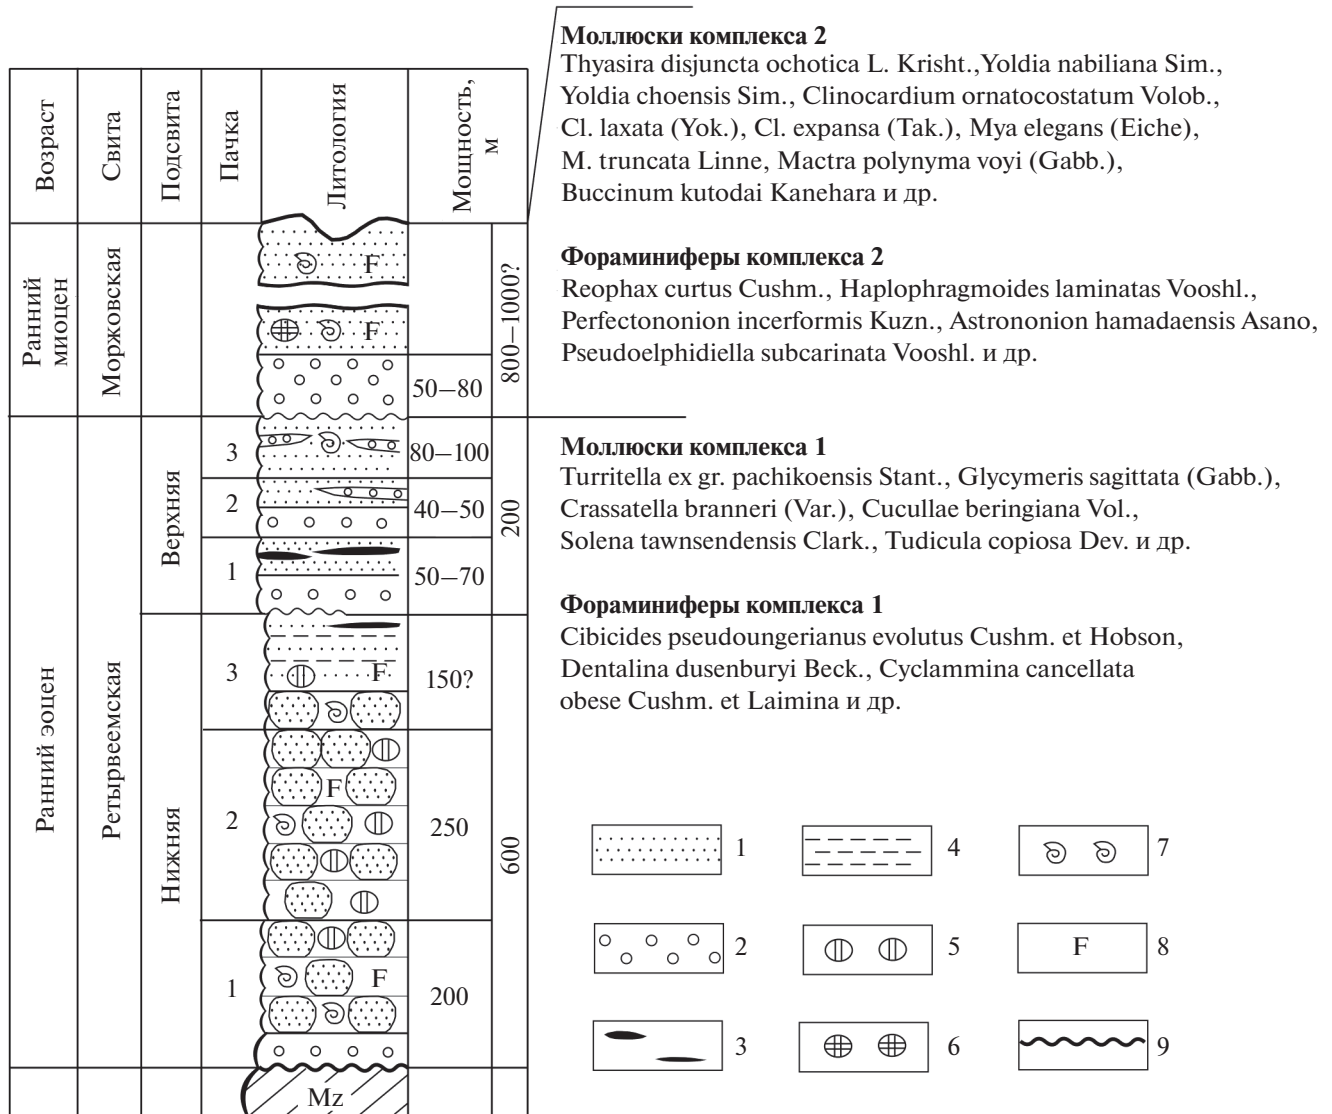 Возраст
Свита
Подсвита
Пачка
Литология
Мощность,
м
Ранний
миоцен
Моржовская
F
F
50–80
800–1000?
Ранний эоцен
Ретырвеемская
Верхняя
3
80–100
2
40–50
1
50–70
200
Нижняя
3
F
150?
2
F
250
1
F
200
600
Mz
Моллюски комплекса 2
Thyasira disjuncta ochotica L. Krisht.,Yoldia nabiliana Sim.,
Yoldia choensis Sim., Clinocardium ornatocostatum Volob.,
Cl. laxata (Yok.), Cl. expansa (Tak.), Mya elegans (Eiche),
M. truncata Linne, Mactra polynyma voyi (Gabb.),
Buccinum kutodai Kanehara и др.
Фораминиферы комплекса 2
Reophax curtus Cushm., Haplophragmoides laminatas Vooshl.,
Perfectononion incerformis Kuzn., Astrononion hamadaensis Asano,
Pseudoelphidiella subcarinata Vooshl. и др.
Моллюски комплекса 1
Turritella ex gr. pachikoensis Stant., Glycymeris sagittata (Gabb.),
Crassatella branneri (Var.), Cucullae beringiana Vol.,
Solena tawnsendensis Clark., Tudicula copiosa Dev. и др.
Фораминиферы комплекса 1
Cibicides pseudoungerianus evolutus Cushm. et Hobson,
Dentalina dusenburyi Beck., Cyclammina cancellata
obese Cushm. et Laimina и др.
1
4
7
2
5
F
8
3
6
9